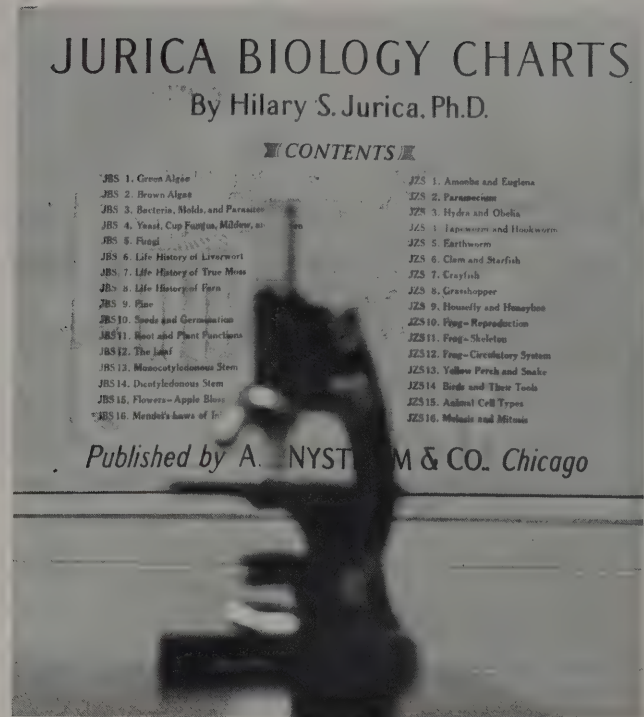 JURICA BIOLOGY CHARTS
By Hilary S. Jurica, Ph.D.
CONTENTS
JBS 1. Green Algae
JBS 2. Brown Algae
JBS 3. Bacteria, Molds, and Parasites
JBS 4. Yeast, Cup Fungus, Mildew,
JBS 5. Fungi
JBS 6. Life History of Liverwort
JBS 7. Life History of True Moss
JBS 8. Life History of Fern
JBS 9. Pine
JBS 10. Seeds and Germination
JBS 11. Root and Plant Functions
JBS 12. The Leaf
JBS 13. Monocotyledonous Stem
JBS 14. Dicotyledonous Stem
JBS 15. Flowers-Apple
JBS 16. Mendel's Laws of
JZS 1. Amoeba and Euglena
JZS 2. Paramecium
JZS 3. Hydra and Obelia
JZS 4. Tapeworm and Hookworm
JZS 5. Earthworm
JZS 6. Clam and Starfish
JZS 7. Crayfish
JZS 8. Grasshopper
JZS 9. Housefly and Honeybee
JZS 10. Frog-Reproduction
JZS 11. Frog-Skeleton
JZS 12. Frog-Circulatory System
JZS 13. Yellow Perch and Snake
JZS 14 Birds and Their Tools
JZS 15. Animal Cell Types
JZS 16. Meiosis and Mitosis
Published by A. NYST M & CO., Chicago